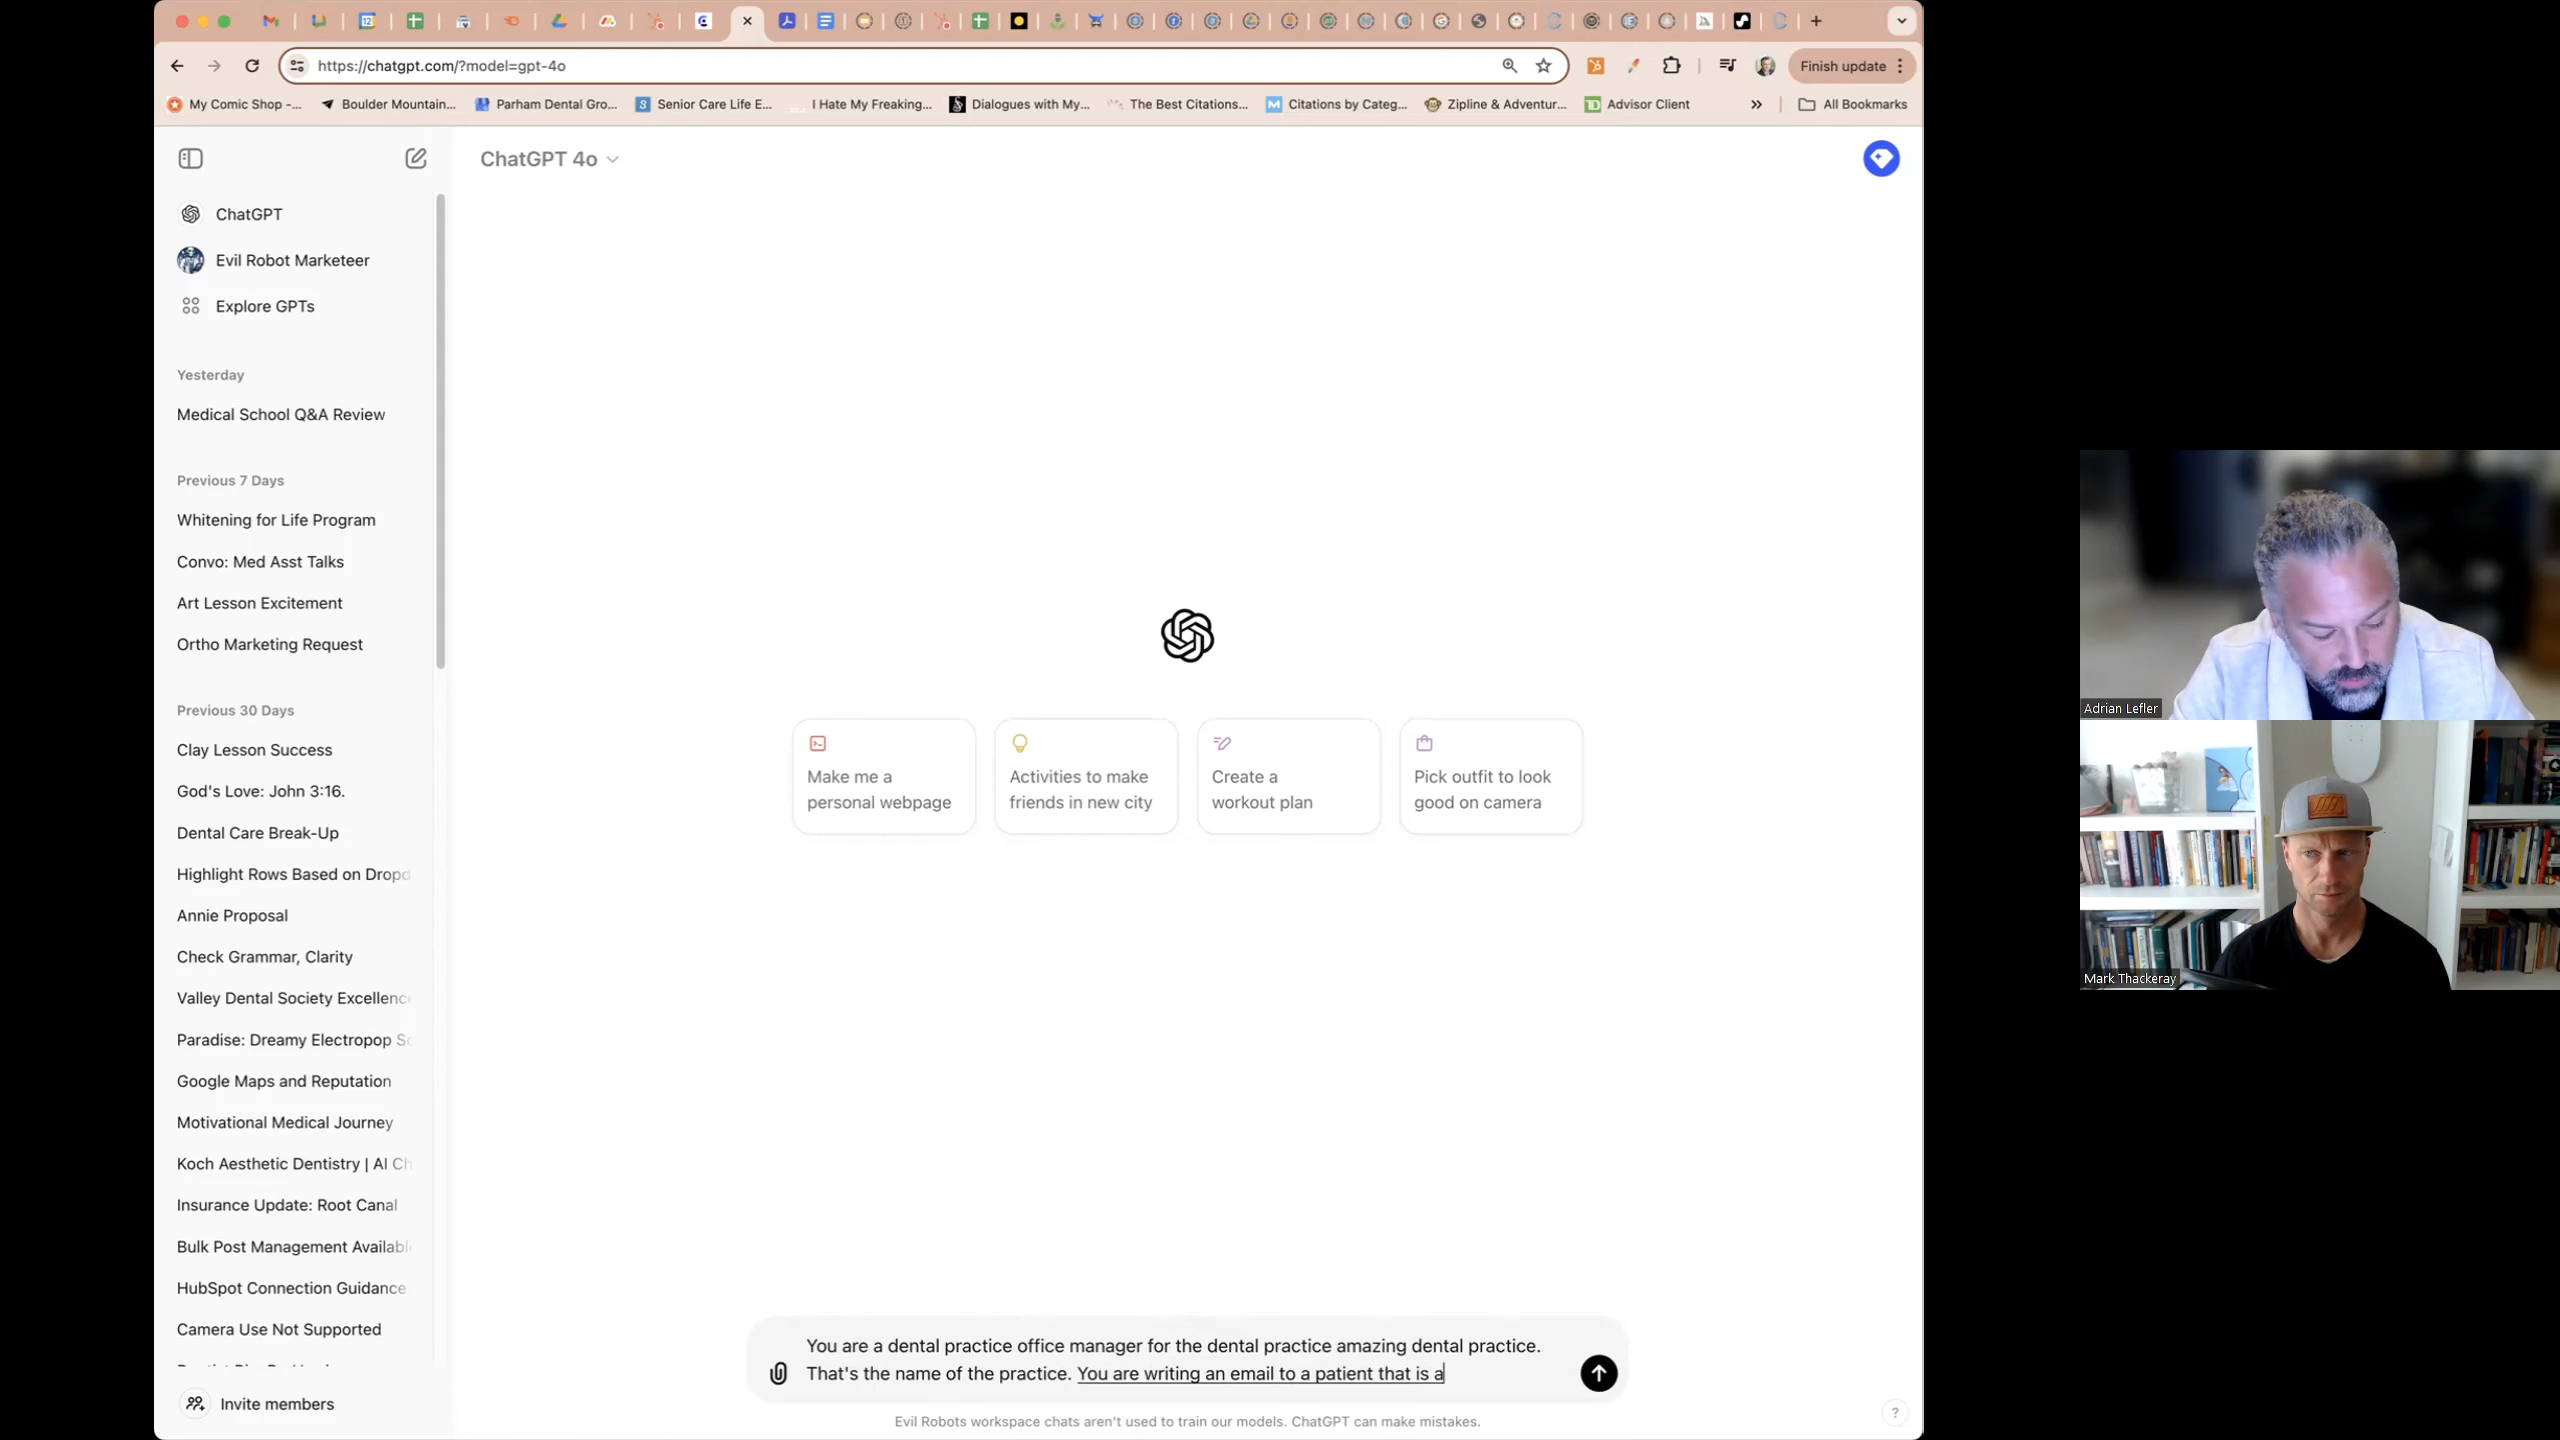 https://chatgpt.com/?model=gpt-4o
Finish update
My Comic Shop -...
Boulder Mountain...
Parham Dental Gro...
Senior Care Life E...
I Hate My Freaking...
Dialogues with My...
The Best Citations...
Citations by Categ...
Zipline & Adventur...
Advisor Client
All Bookmarks
ChatGPT 4o
ChatGPT
Evil Robot Marketeer
Explore GPTs
Yesterday
Medical School Q&A Review
Previous 7 Days
Whitening for Life Program
Convo: Med Asst Talks
Art Lesson Excitement
Ortho Marketing Request
Previous 30 Days
Clay Lesson Success
God's Love: John 3:16.
Dental Care Break-Up
Highlight Rows Based on Dropd
Annie Proposal
Check Grammar, Clarity
Valley Dental Society Excellence
Paradise: Dreamy Electropop So
Google Maps and Reputation
Motivational Medical Journey
Koch Aesthetic Dentistry | AI Ch
Insurance Update: Root Canal
Bulk Post Management Availabl
HubSpot Connection Guidance
Camera Use Not Supported
Invite members
Make me a
personal webpage
Activities to make
friends in new city
Create a
workout plan
Pick outfit to look
good on camera
You are a dental practice office manager for the dental practice amazing dental practice.
That's the name of the practice. You are writing an email to a patient that is a
Evil Robots workspace chats aren't used to train our models. ChatGPT can make mistakes.
?
Adrian Lefler
Mark Thackeray